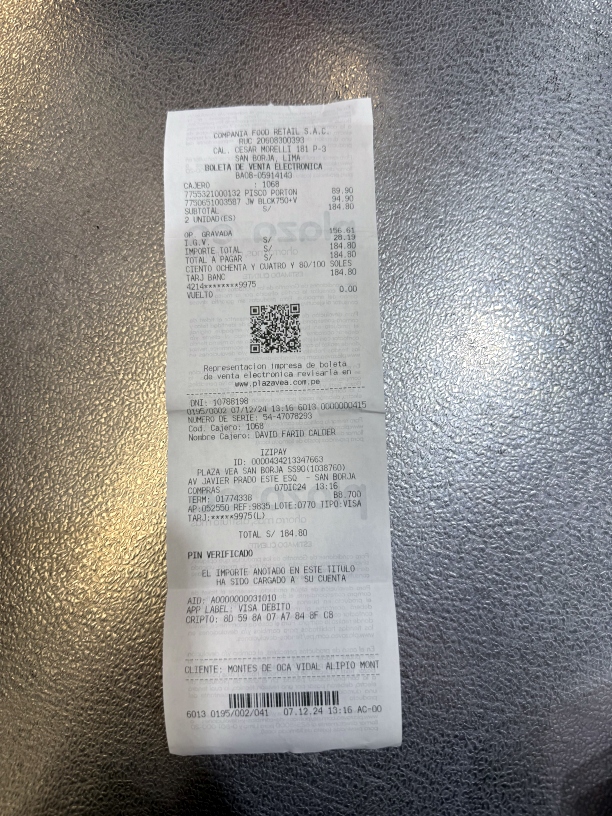 COMPANIA FOOD RETAIL S.A.C.
RUC 20608300393
CAL. CESAR MORELLI 181 P-3
SAN BORJA, LIMA
BOLETA DE VENTA ELECTRONICA
BA08-05914143
CAJERO : 1068
7755321000132 PISCO PORTON 89.90
7750651003587 JW BLCK750+V 94.90
SUBTOTAL S/ 184.80
2 UNIDAD(ES)
OP. GRAVADA 156.61
I.G.V. S/ 28.19
IMPORTE TOTAL S/ 184.80
TOTAL A PAGAR S/ 184.80
CIENTO OCHENTA Y CUATRO Y 80/100 SOLES
TARJ BANC 184.80
4214********9975
VUELTO 0.00
Representacion impresa de boleta
de venta electronica revisarla en
www.plazavea.com.pe
DNI: 10788198
0195/0002 07/12/24 13:16 6013 0000000415
NUMERO DE SERIE: 54-47078293
Cod. Cajero: 1068
Nombre Cajero: DAVID FARID CALDER
IZIPAY
ID: 0000434213347663
PLAZA VEA SAN BORJA SS90(1038760)
AV JAVIER PRADO ESTE ESQ - SAN BORJA
COMPRAS 07DIC24 13:16
TERM: 01774338 B8.700
AP:052550 REF:9835 LOTE:0770 TIPO:VISA
TARJ:*****9975(L)
TOTAL S/ 184.80
PIN VERIFICADO
EL IMPORTE ANOTADO EN ESTE TITULO
HA SIDO CARGADO A SU CUENTA
AID: A0000000031010
APP LABEL: VISA DEBITO
CRIPTO: 8D 59 8A 07 A7 84 8F C8
CLIENTE: MONTES DE OCA VIDAL ALIPIO MONT
6013 0195/002/041 07.12.24 13:16 AC-00